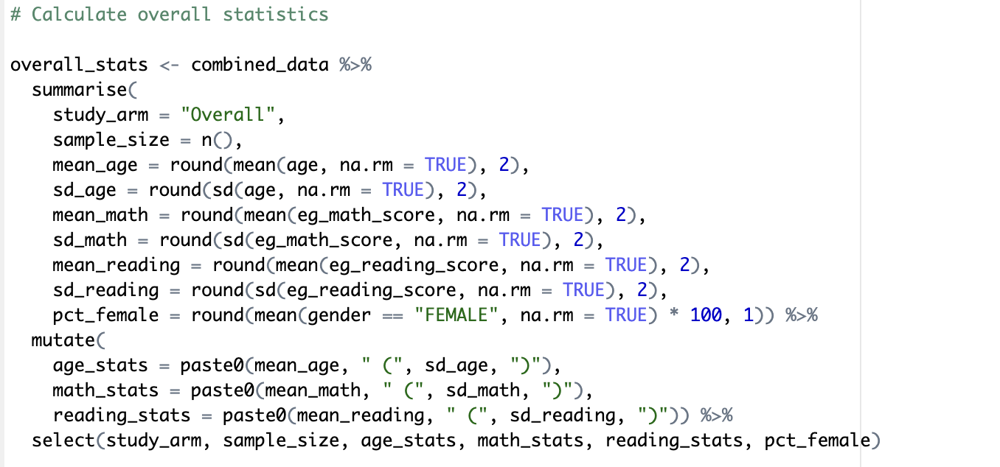 # Calculate overall statistics

overall_stats <- combined_data %>%
  summarise(
    study_arm = "Overall",
    sample_size = n(),
    mean_age = round(mean(age, na.rm = TRUE), 2),
    sd_age = round(sd(age, na.rm = TRUE), 2),
    mean_math = round(mean(eg_math_score, na.rm = TRUE), 2),
    sd_math = round(sd(eg_math_score, na.rm = TRUE), 2),
    mean_reading = round(mean(eg_reading_score, na.rm = TRUE), 2),
    sd_reading = round(sd(eg_reading_score, na.rm = TRUE), 2),
    pct_female = round(mean(gender == "FEMALE", na.rm = TRUE) * 100, 1)) %>%
  mutate(
    age_stats = paste0(mean_age, " (", sd_age, ")"),
    math_stats = paste0(mean_math, " (", sd_math, ")"),
    reading_stats = paste0(mean_reading, " (", sd_reading, ")")) %>%
  select(study_arm, sample_size, age_stats, math_stats, reading_stats, pct_female)